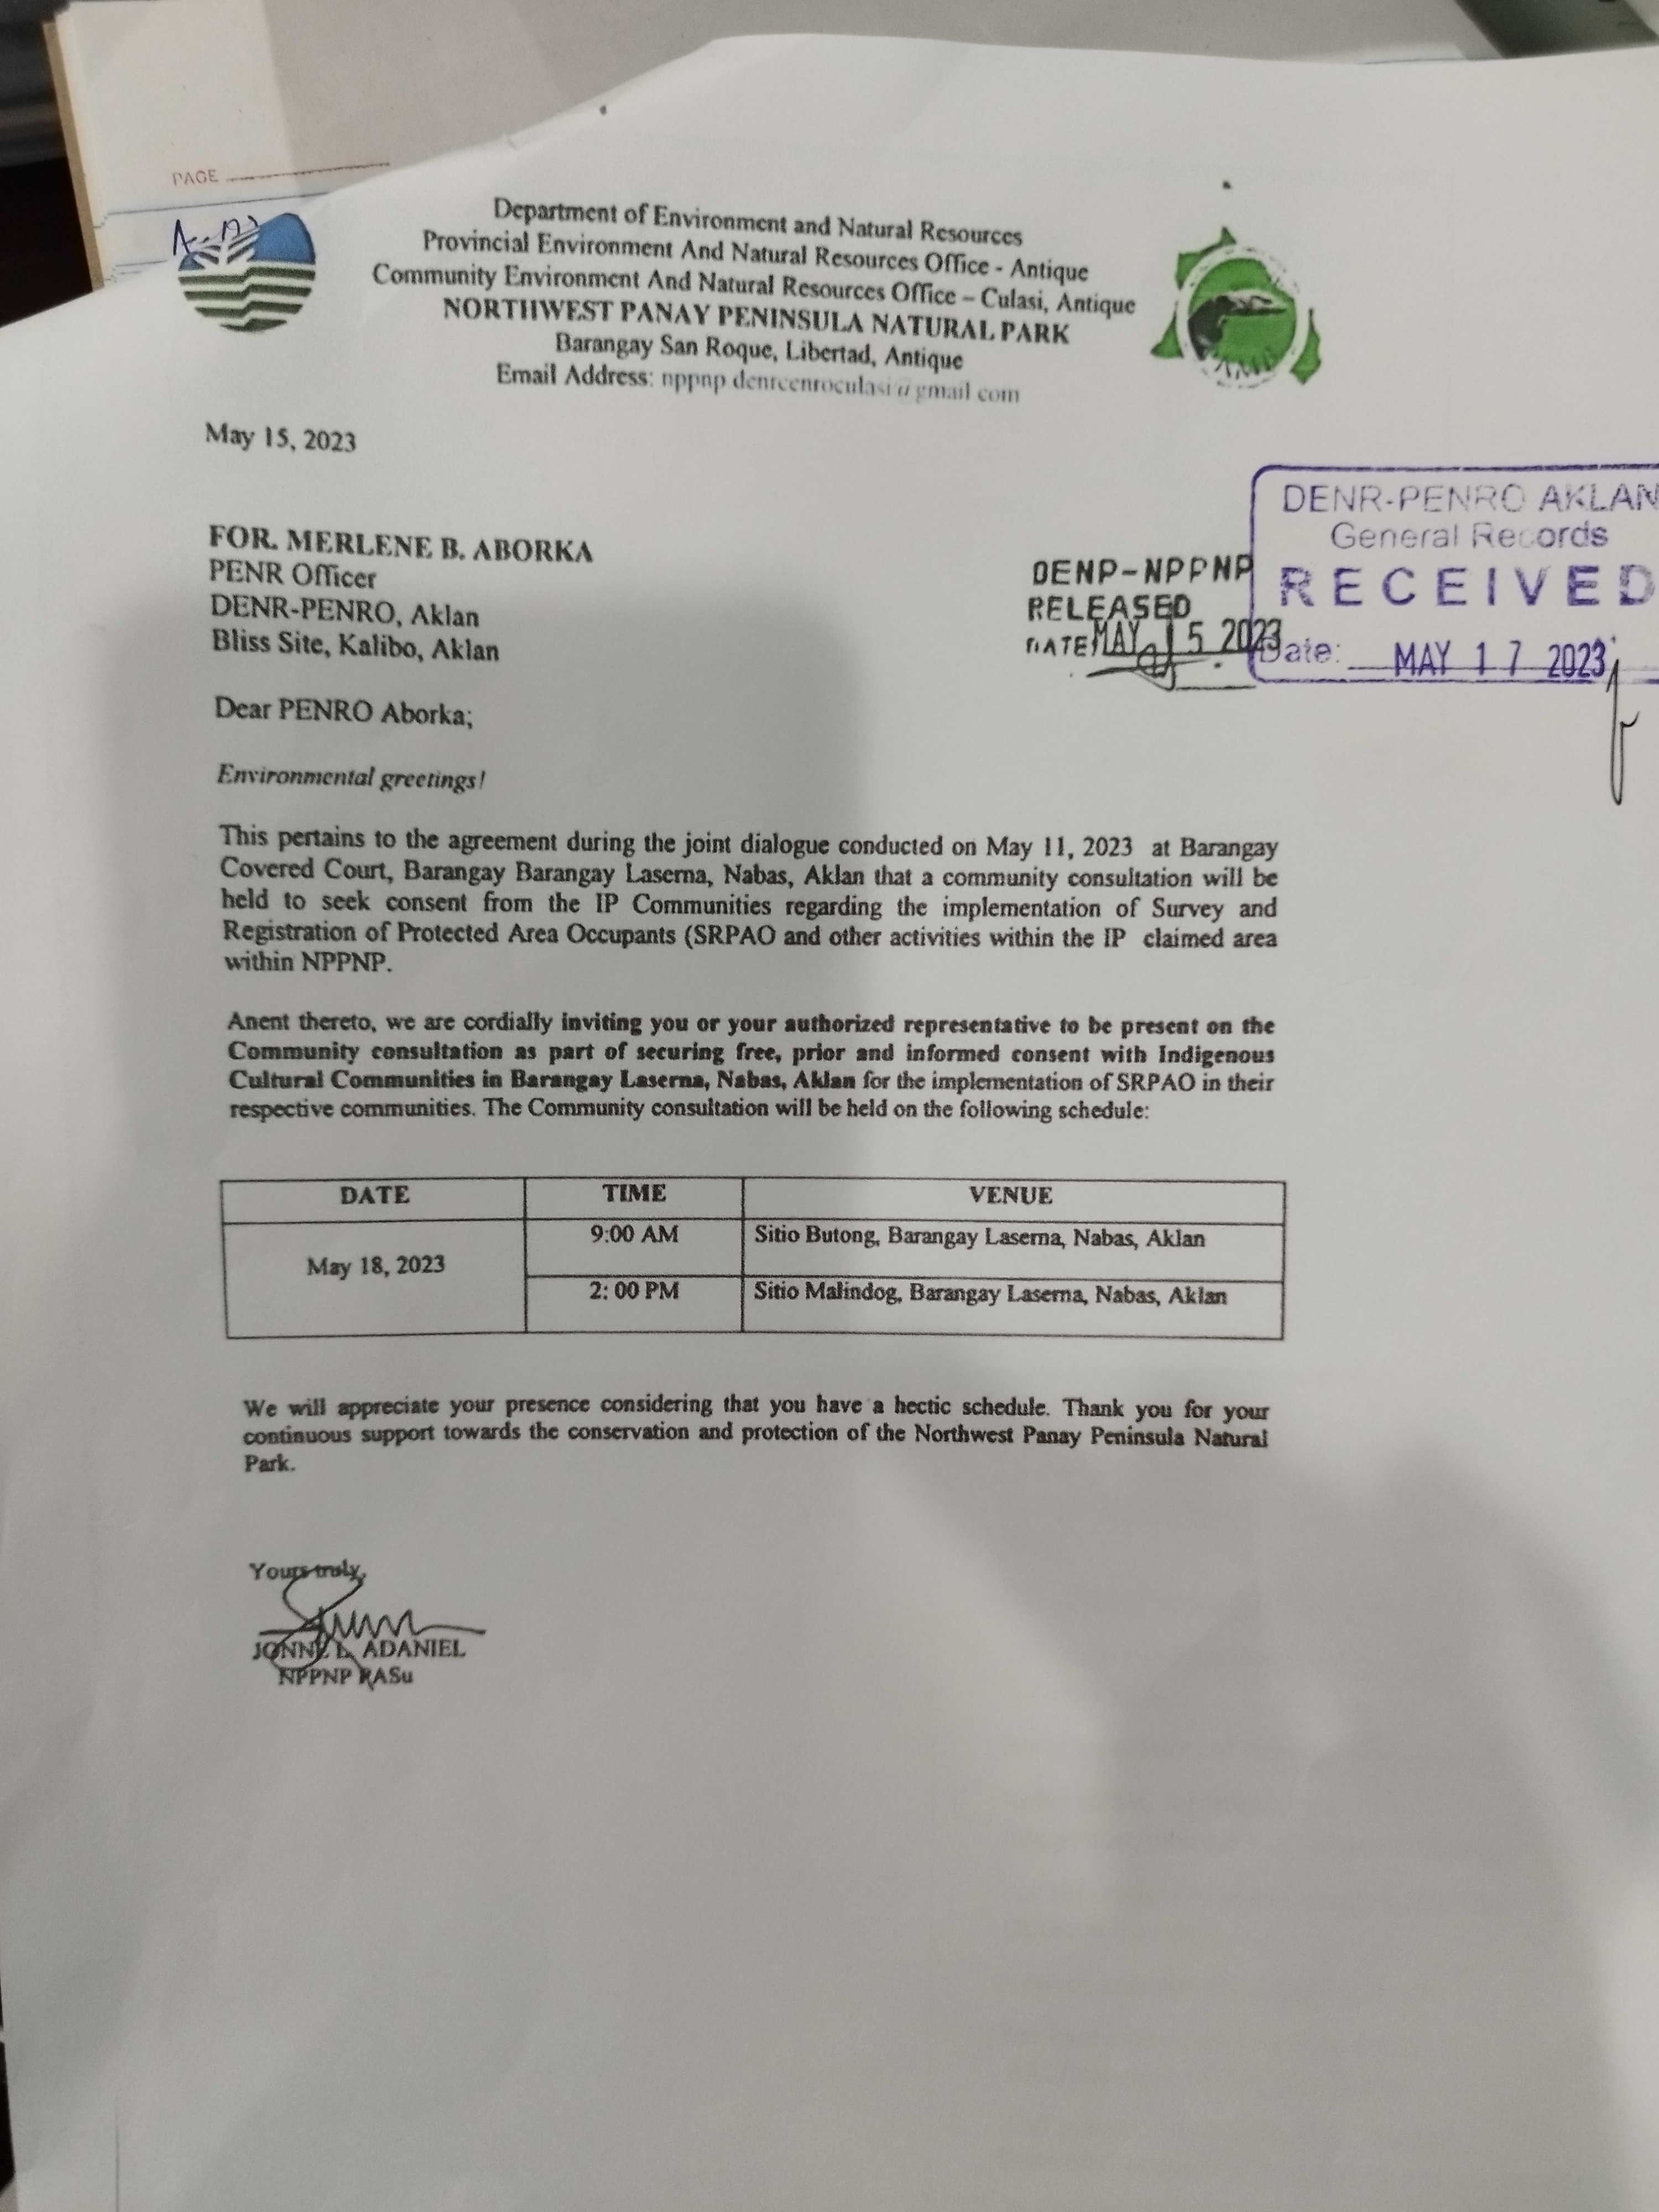 PAGE
Department of Environment and Natural Resources
Provincial Environment And Natural Resources Office - Antique
Community Environment And Natural Resources Office – Culasi, Antique
NORTHWEST PANAY PENINSULA NATURAL PARK
Barangay San Roque, Libertad, Antique
Email Address: nppnp.denrcenroculasi@gmail.com
May 15, 2023
DENR-PENRO AKLAN
General Records
RECEIVED
Date: MAY 17 2023
DENR-NPPNP
RELEASED
DATE: MAY 15 2023
FOR. MERLENE B. ABORKA
PENR Officer
DENR-PENRO, Aklan
Bliss Site, Kalibo, Aklan
Dear PENRO Aborka;
Environmental greetings!
This pertains to the agreement during the joint dialogue conducted on May 11, 2023 at Barangay
Covered Court, Barangay Barangay Laserna, Nabas, Aklan that a community consultation will be
held to seek consent from the IP Communities regarding the implementation of Survey and
Registration of Protected Area Occupants (SRPAO and other activities within the IP claimed area
within NPPNP.
Anent thereto, we are cordially inviting you or your authorized representative to be present on the
Community consultation as part of securing free, prior and informed consent with Indigenous
Cultural Communities in Barangay Laserna, Nabas, Aklan for the implementation of SRPAO in their
respective communities. The Community consultation will be held on the following schedule:
DATE TIME VENUE
May 18, 2023
9:00 AM Sitio Butong, Barangay Laserna, Nabas, Aklan
2: 00 PM Sitio Malindog, Barangay Laserna, Nabas, Aklan
We will appreciate your presence considering that you have a hectic schedule. Thank you for your
continuous support towards the conservation and protection of the Northwest Panay Peninsula Natural
Park.
Yours truly,
JONNE L. ADANIEL
NPPNP PASu